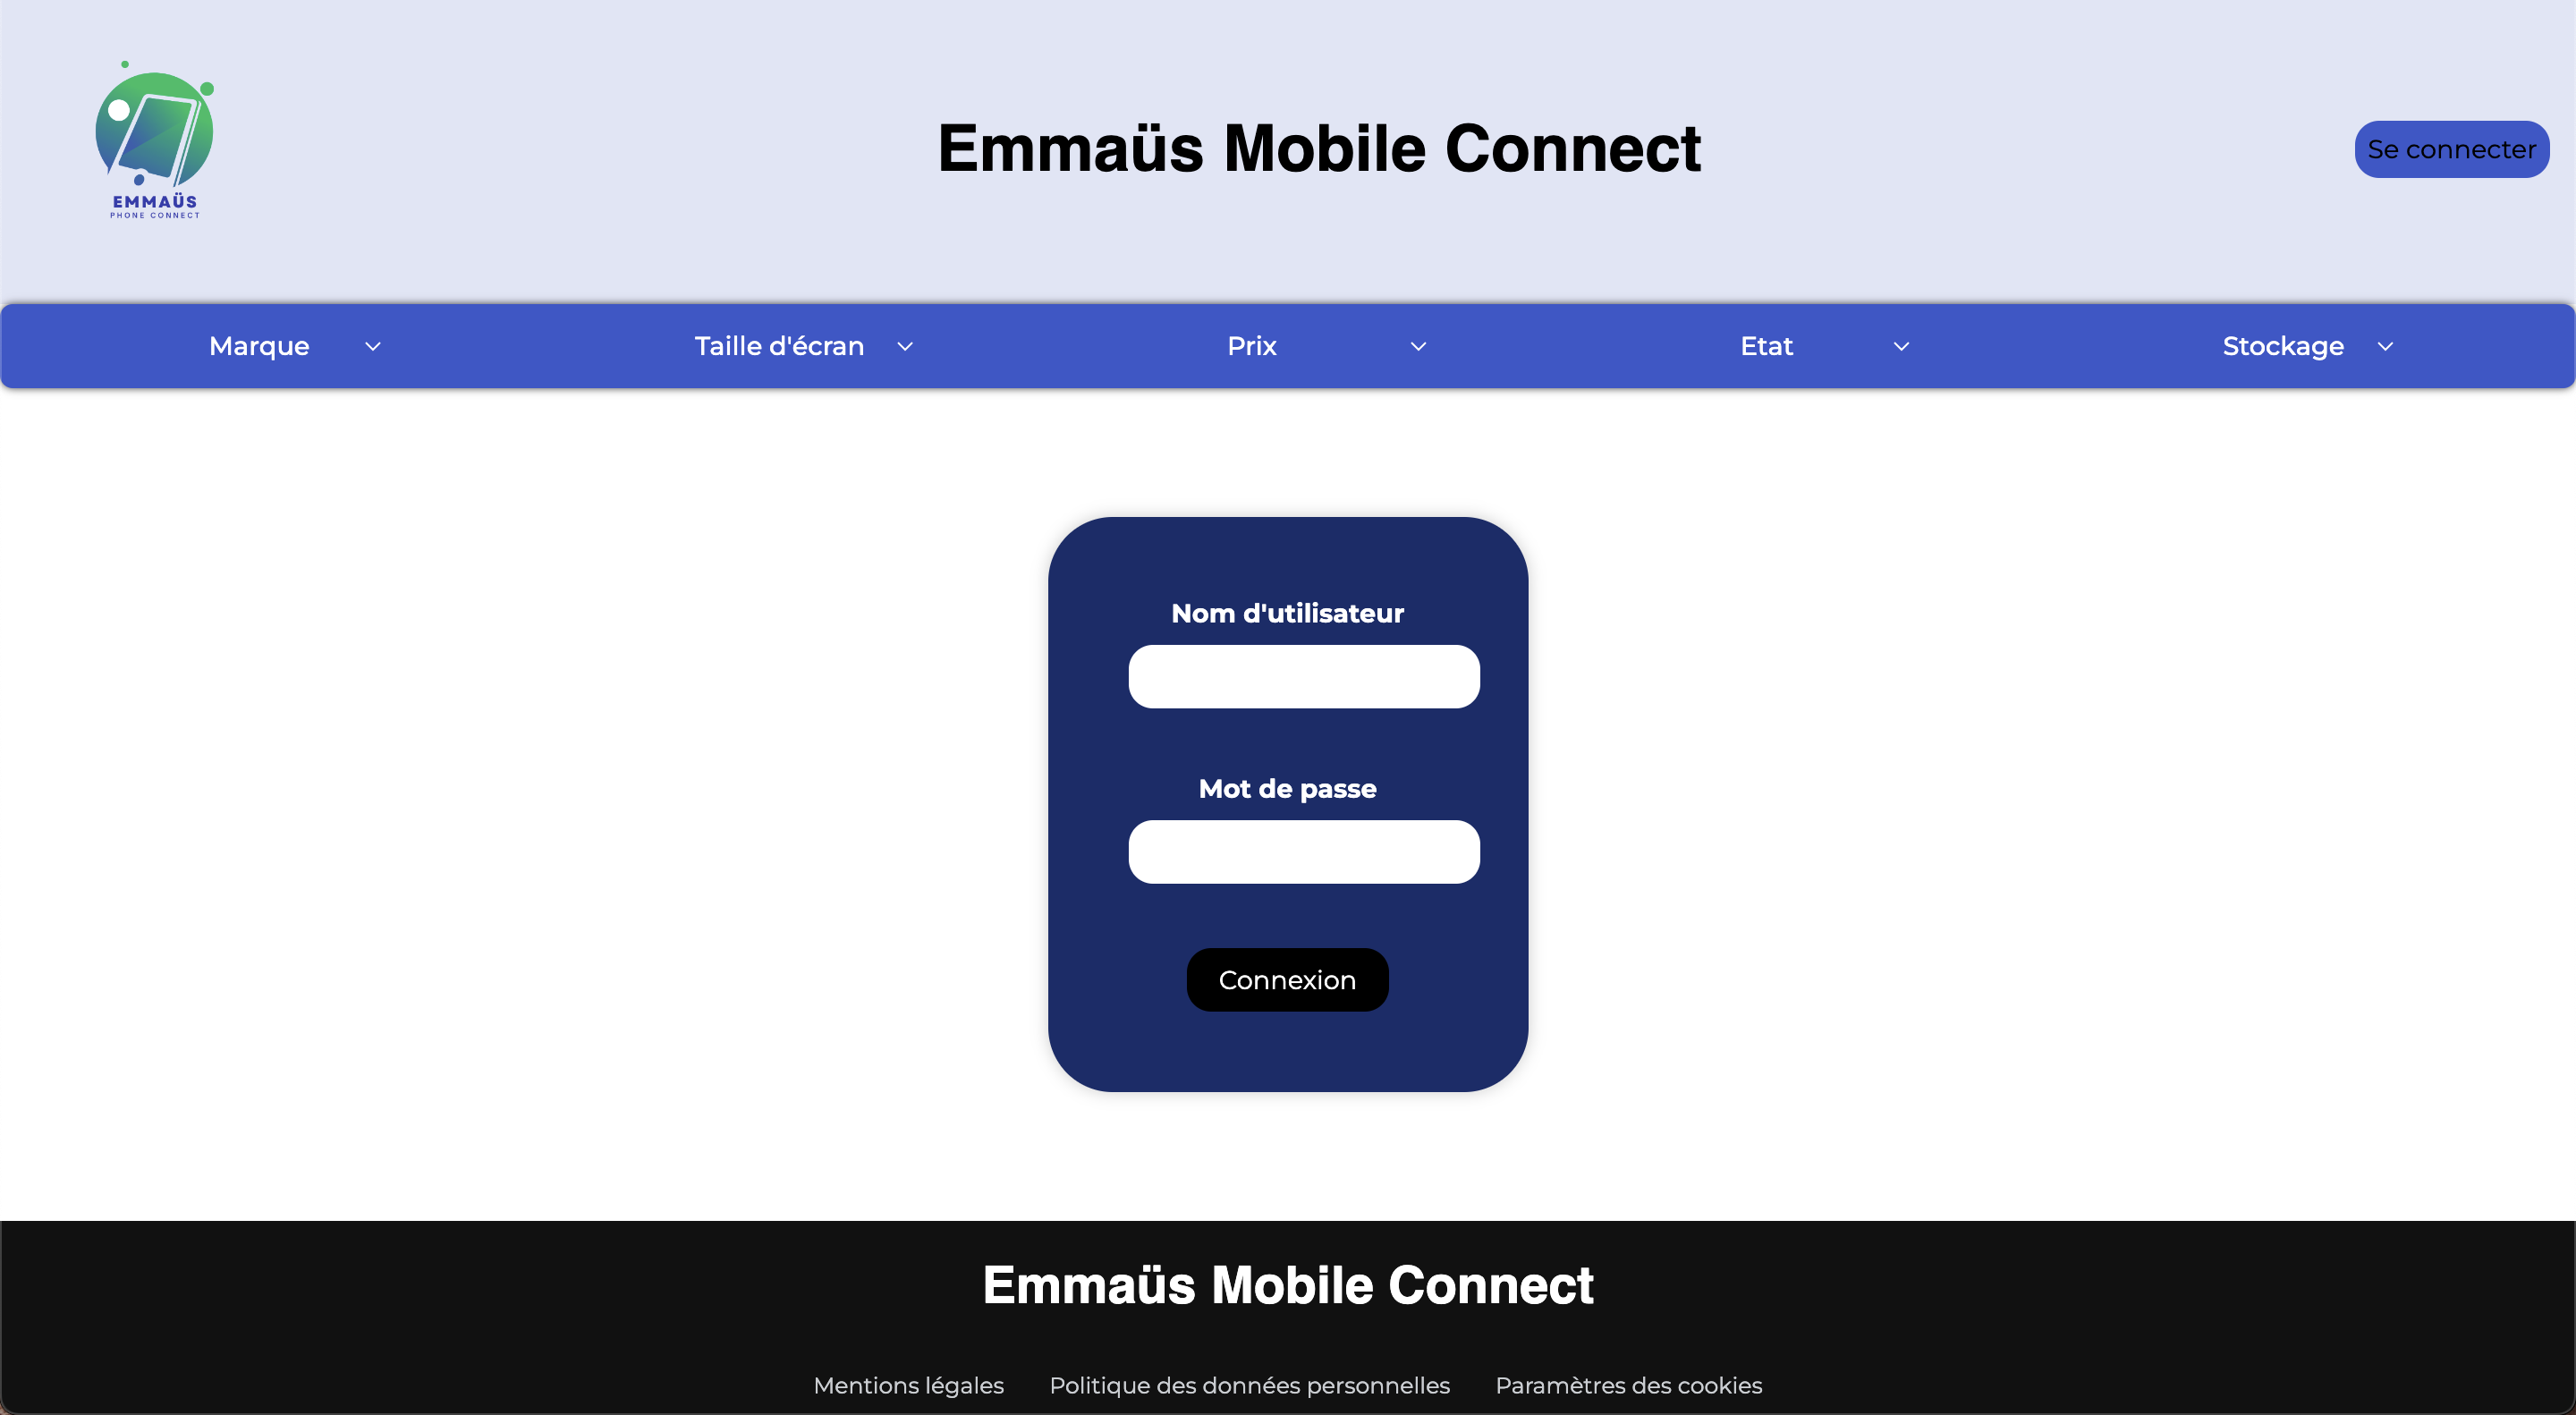 EMMAÜS
PHONE CONNECT
Emmaüs Mobile Connect
Se connecter
Marque
Taille d'écran
Prix
Etat
Stockage
Nom d'utilisateur
Mot de passe
Connexion
Emmaüs Mobile Connect
Mentions légales
Politique des données personnelles
Paramètres des cookies